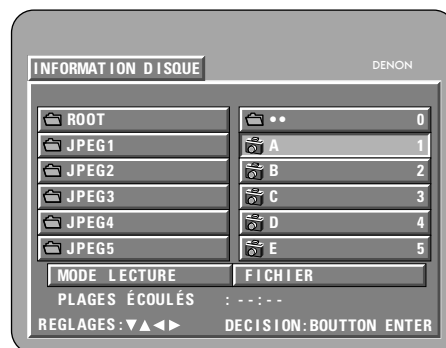 INFORMATION DISQUE
DENON
ROOT
JPEG1
JPEG2
JPEG3
JPEG4
JPEG5
•• 0
A 1
B 2
C 3
D 4
E 5
MODE LECTURE FICHIER
PLAGES ÉCOULÉS :--:--
REGLAGES:▼▲◄► DECISION:BOUTTON ENTER